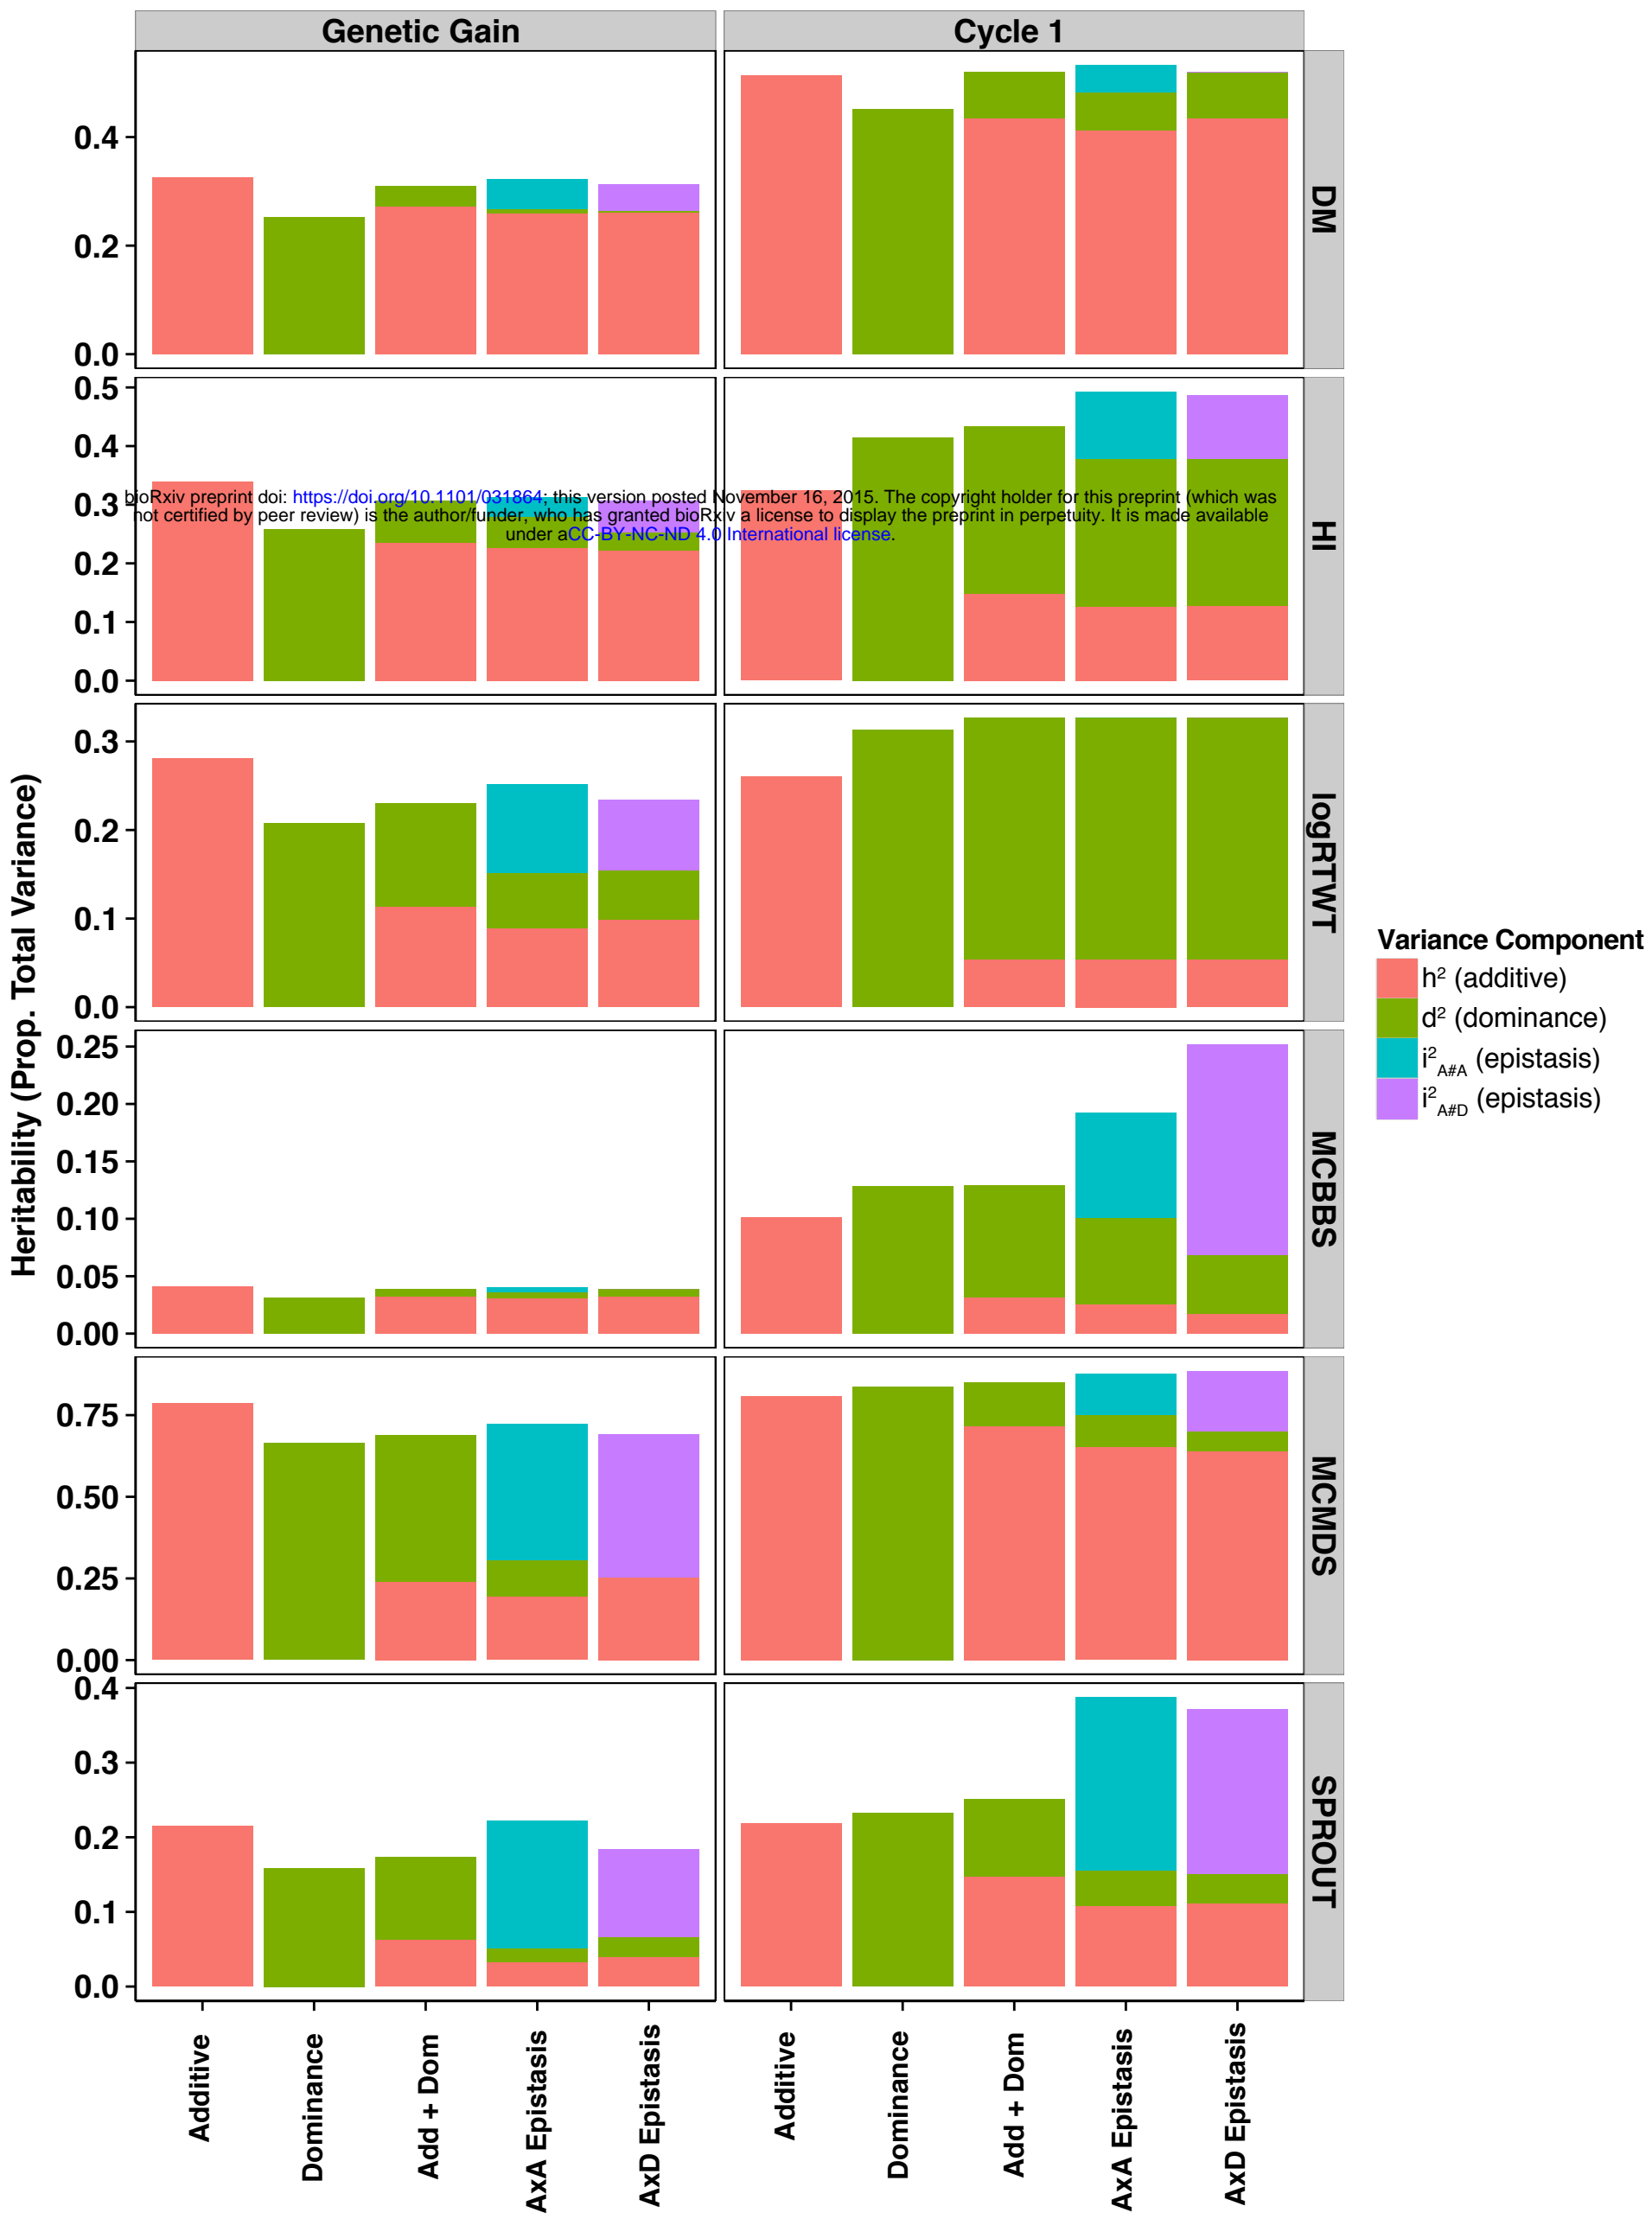 Genetic Gain
Cycle 1
0.4
0.2
0.0
DM
0.5
0.4
0.3
0.2
0.1
0.0
HI
bioRxiv preprint doi: https://doi.org/10.1101/031864; this version posted November 16, 2015. The copyright holder for this preprint (which was
not certified by peer review) is the author/funder, who has granted bioRxiv a license to display the preprint in perpetuity. It is made available
under aCC-BY-NC-ND 4.0 International license.
0.3
0.2
0.1
0.0
logRTWT
0.25
0.20
0.15
0.10
0.05
0.00
MCBBS
0.75
0.50
0.25
0.00
MCMDS
0.4
0.3
0.2
0.1
0.0
SPROUT
Heritability (Prop. Total Variance)
Additive
Dominance
Add + Dom
AxA Epistasis
AxD Epistasis
Additive
Dominance
Add + Dom
AxA Epistasis
AxD Epistasis
Variance Component
h² (additive)
d² (dominance)
i²A#A (epistasis)
i²A#D (epistasis)